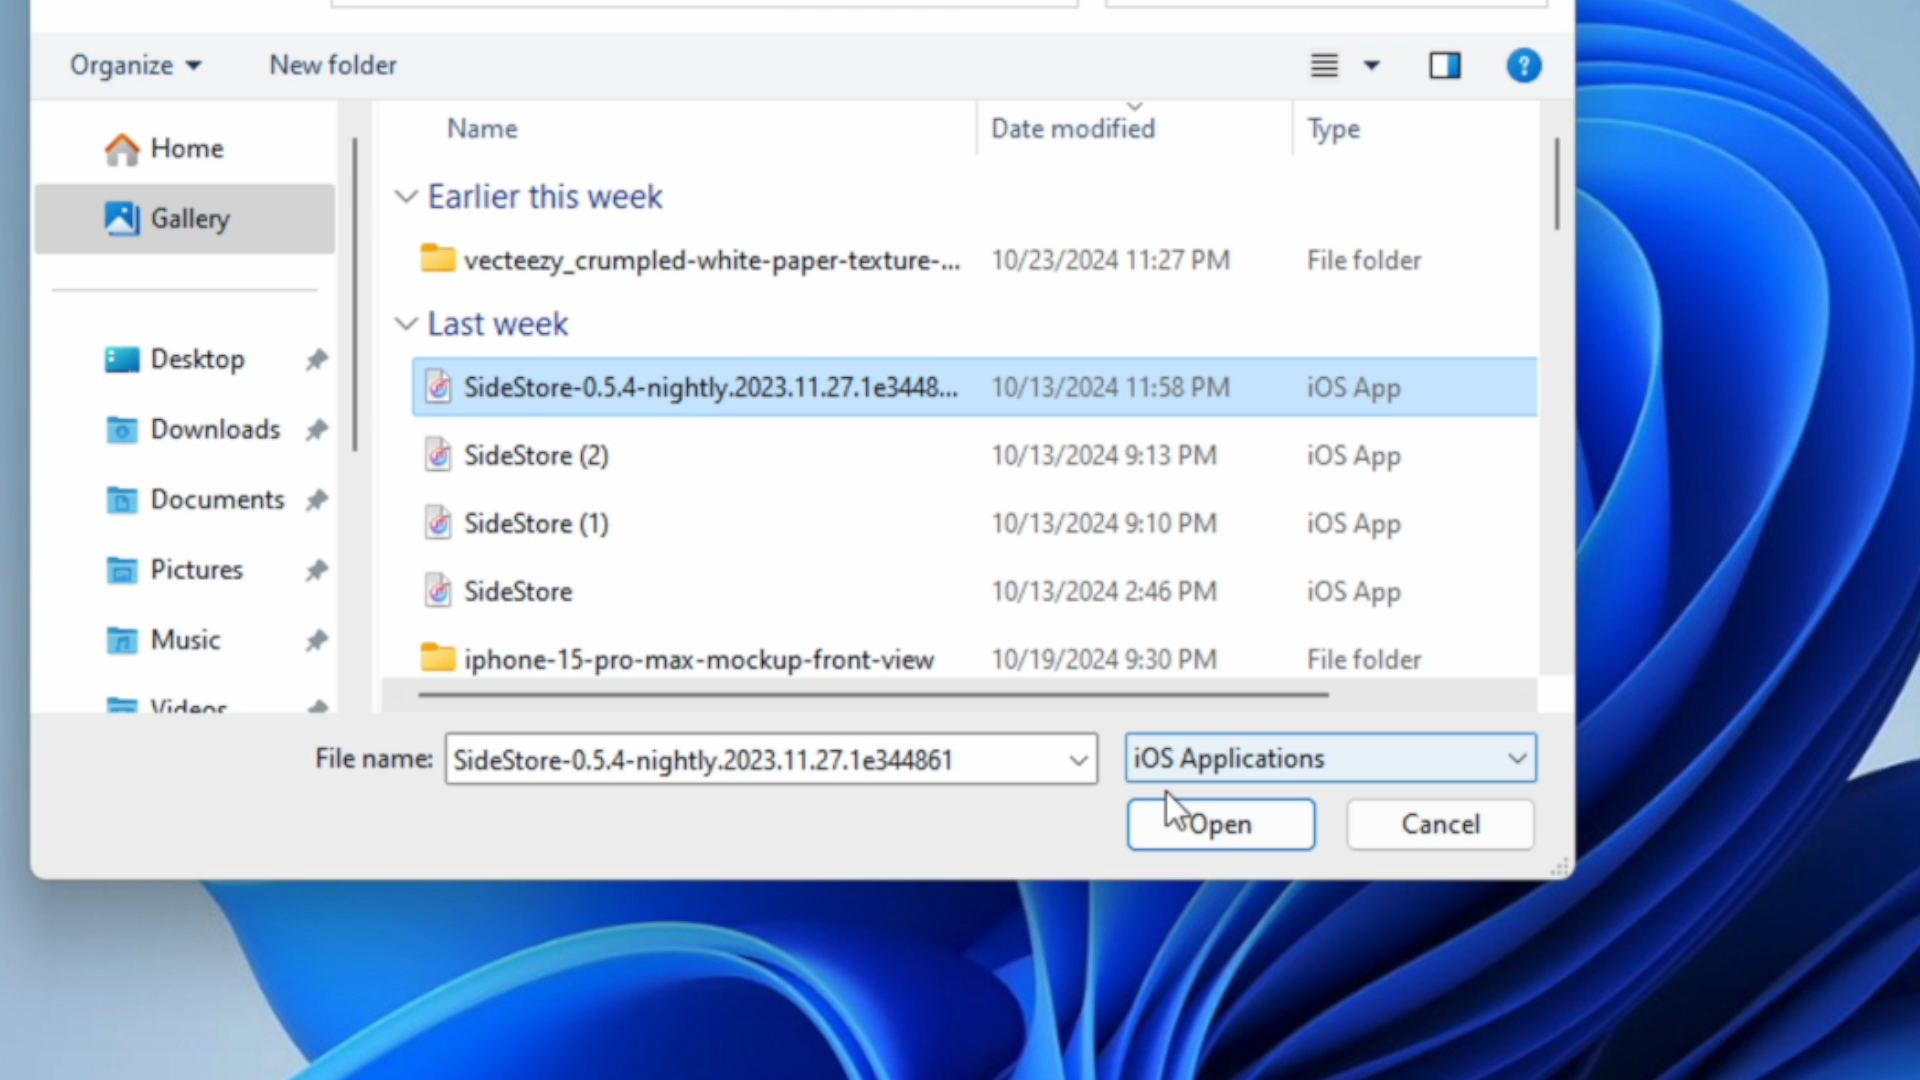 Organize
New folder
?
Home
Gallery
Desktop
Downloads
Documents
Pictures
Music
Videos
Name
Date modified
Type
Earlier this week
vecteezy_crumpled-white-paper-texture-... 10/23/2024 11:27 PM File folder
Last week
SideStore-0.5.4-nightly.2023.11.27.1e3448... 10/13/2024 11:58 PM iOS App
SideStore (2) 10/13/2024 9:13 PM iOS App
SideStore (1) 10/13/2024 9:10 PM iOS App
SideStore 10/13/2024 2:46 PM iOS App
iphone-15-pro-max-mockup-front-view 10/19/2024 9:30 PM File folder
File name: SideStore-0.5.4-nightly.2023.11.27.1e344861
iOS Applications
Open
Cancel